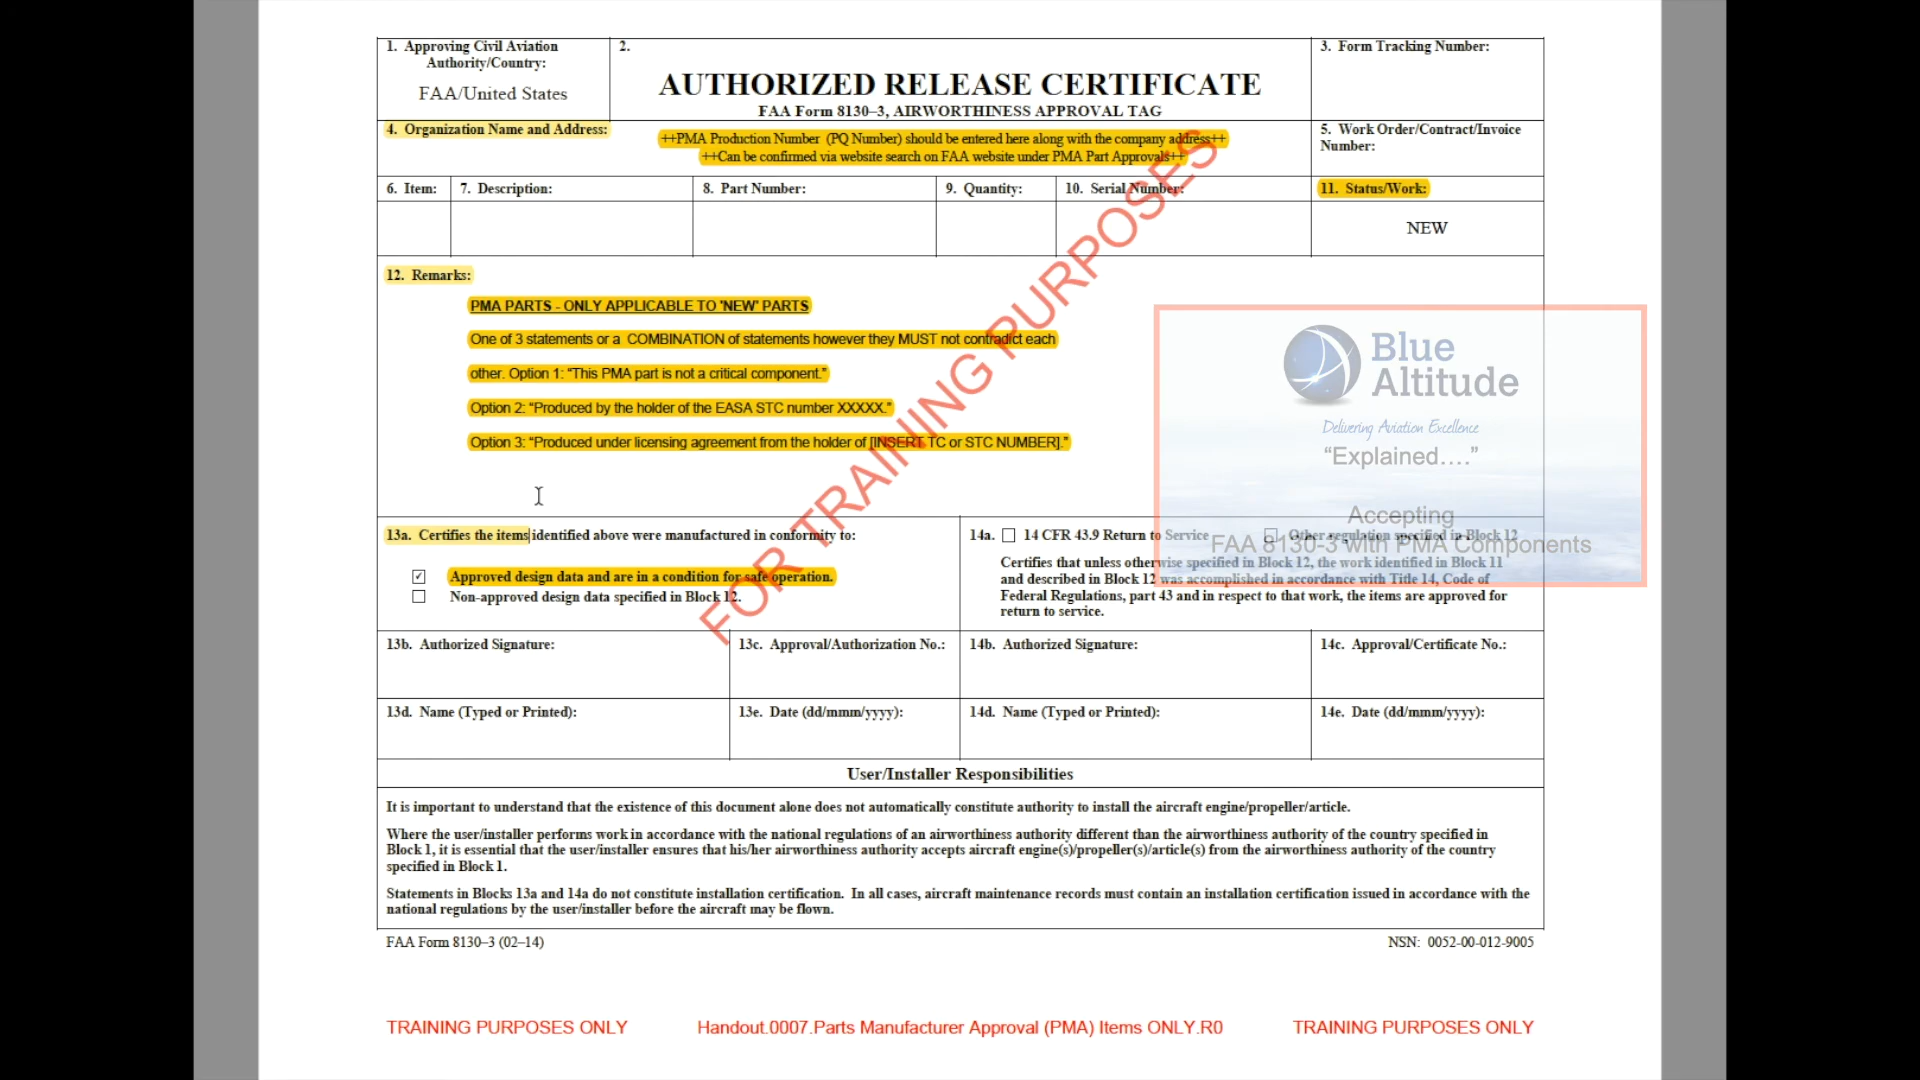 1. Approving Civil Aviation
Authority/Country:
FAA/United States
2.
AUTHORIZED RELEASE CERTIFICATE
FAA Form 8130–3, AIRWORTHINESS APPROVAL TAG
3. Form Tracking Number:
4. Organization Name and Address:
++PMA Production Number (PQ Number) should be entered here along with the company address++
++Can be confirmed via website search on FAA website under PMA Part Approvals++
5. Work Order/Contract/Invoice
Number:
6. Item:
7. Description:
8. Part Number:
9. Quantity:
10. Serial Number:
11. Status/Work:
NEW
12. Remarks:
PMA PARTS - ONLY APPLICABLE TO 'NEW' PARTS
One of 3 statements or a COMBINATION of statements however they MUST not contradict each
other. Option 1: “This PMA part is not a critical component.”
Option 2: “Produced by the holder of the EASA STC number XXXXX.”
Option 3: “Produced under licensing agreement from the holder of [INSERT TC or STC NUMBER].”
FOR TRAINING PURPOSES
Blue
Altitude
Delivering Aviation Excellence
“Explained….”
Accepting
FAA 8130-3 with PMA Components
13a. Certifies the items identified above were manufactured in conformity to:
Approved design data and are in a condition for safe operation.
Non-approved design data specified in Block 12.
14a. 14 CFR 43.9 Return to Service Other regulation specified in Block 12
Certifies that unless otherwise specified in Block 12, the work identified in Block 11
and described in Block 12 was accomplished in accordance with Title 14, Code of
Federal Regulations, part 43 and in respect to that work, the items are approved for
return to service.
13b. Authorized Signature:
13c. Approval/Authorization No.:
14b. Authorized Signature:
14c. Approval/Certificate No.:
13d. Name (Typed or Printed):
13e. Date (dd/mmm/yyyy):
14d. Name (Typed or Printed):
14e. Date (dd/mmm/yyyy):
User/Installer Responsibilities
It is important to understand that the existence of this document alone does not automatically constitute authority to install the aircraft engine/propeller/article.
Where the user/installer performs work in accordance with the national regulations of an airworthiness authority different than the airworthiness authority of the country specified in
Block 1, it is essential that the user/installer ensures that his/her airworthiness authority accepts aircraft engine(s)/propeller(s)/article(s) from the airworthiness authority of the country
specified in Block 1.
Statements in Blocks 13a and 14a do not constitute installation certification. In all cases, aircraft maintenance records must contain an installation certification issued in accordance with the
national regulations by the user/installer before the aircraft may be flown.
FAA Form 8130–3 (02–14)
NSN: 0052-00-012-9005
TRAINING PURPOSES ONLY
Handout.0007.Parts Manufacturer Approval (PMA) Items ONLY.R0
TRAINING PURPOSES ONLY